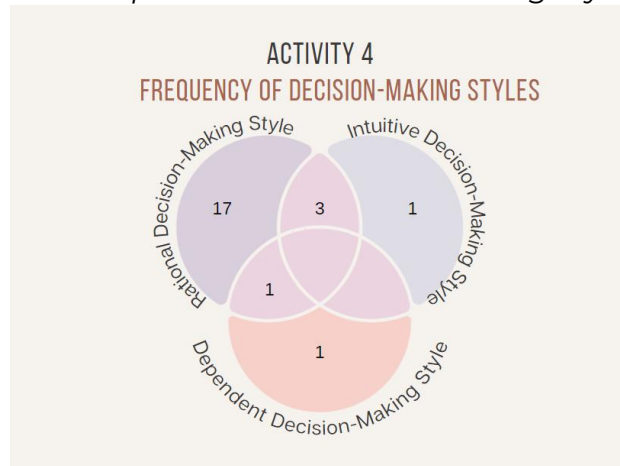 ACTIVITY 4
FREQUENCY OF DECISION-MAKING STYLES
Rational Decision-Making Style
Intuitive Decision-Making Style
17
3
1
1
1
Dependent Decision-Making Style